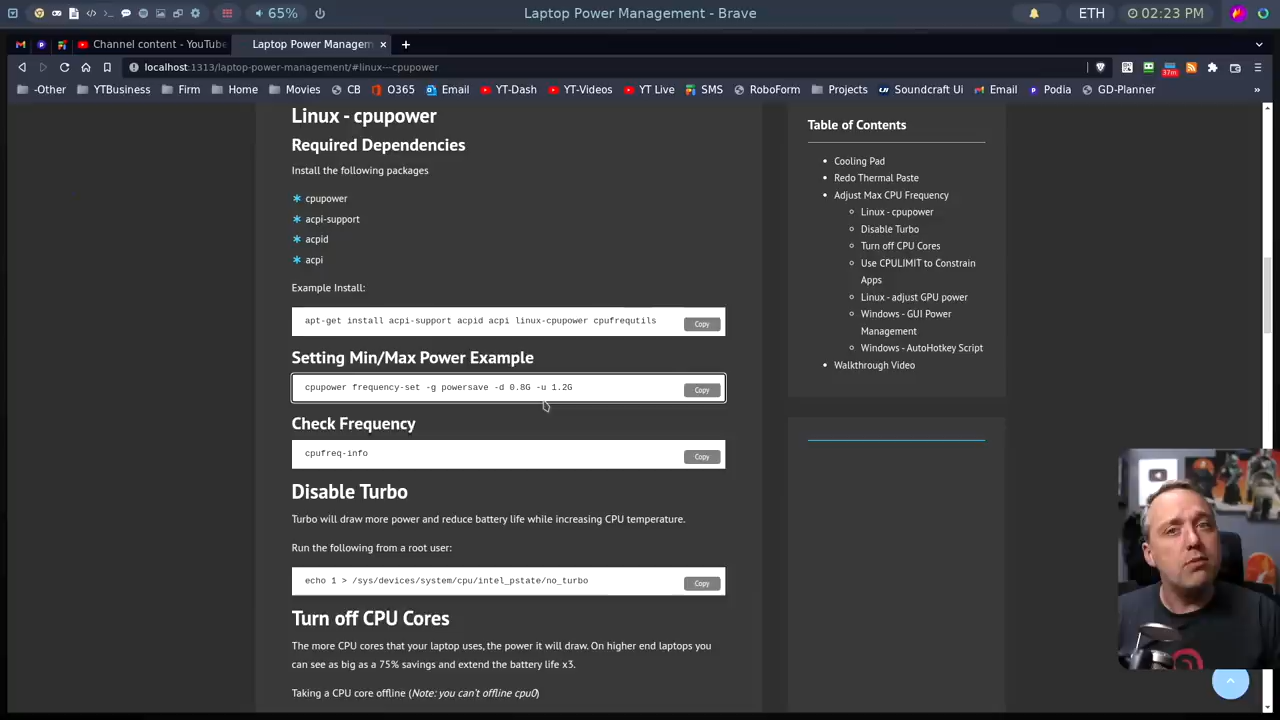 65%
Laptop Power Management - Brave
ETH
02:23 PM
Channel content - YouTube
Laptop Power Management
localhost:1313/laptop-power-management/#linux---cpupower
37m
-Other
YTBusiness
Firm
Home
Movies
CB
O365
Email
YT-Dash
YT-Videos
YT Live
SMS
RoboForm
Projects
Soundcraft Ui
Email
Podia
GD-Planner
»
Linux - cpupower
Required Dependencies
Install the following packages
cpupower
acpi-support
acpid
acpi
Example Install:
apt-get install acpi-support acpid acpi linux-cpupower cpufrequtils
Copy
Setting Min/Max Power Example
cpupower frequency-set -g powersave -d 0.8G -u 1.2G
Copy
Check Frequency
cpufreq-info
Copy
Disable Turbo
Turbo will draw more power and reduce battery life while increasing CPU temperature.
Run the following from a root user:
echo 1 > /sys/devices/system/cpu/intel_pstate/no_turbo
Copy
Turn off CPU Cores
The more CPU cores that your laptop uses, the power it will draw. On higher end laptops you
can see as big as a 75% savings and extend the battery life x3.
Taking a CPU core offline (Note: you can't offline cpu0)
Table of Contents
Cooling Pad
Redo Thermal Paste
Adjust Max CPU Frequency
Linux - cpupower
Disable Turbo
Turn off CPU Cores
Use CPULIMIT to Constrain
Apps
Linux - adjust GPU power
Windows - GUI Power
Management
Windows - AutoHotkey Script
Walkthrough Video